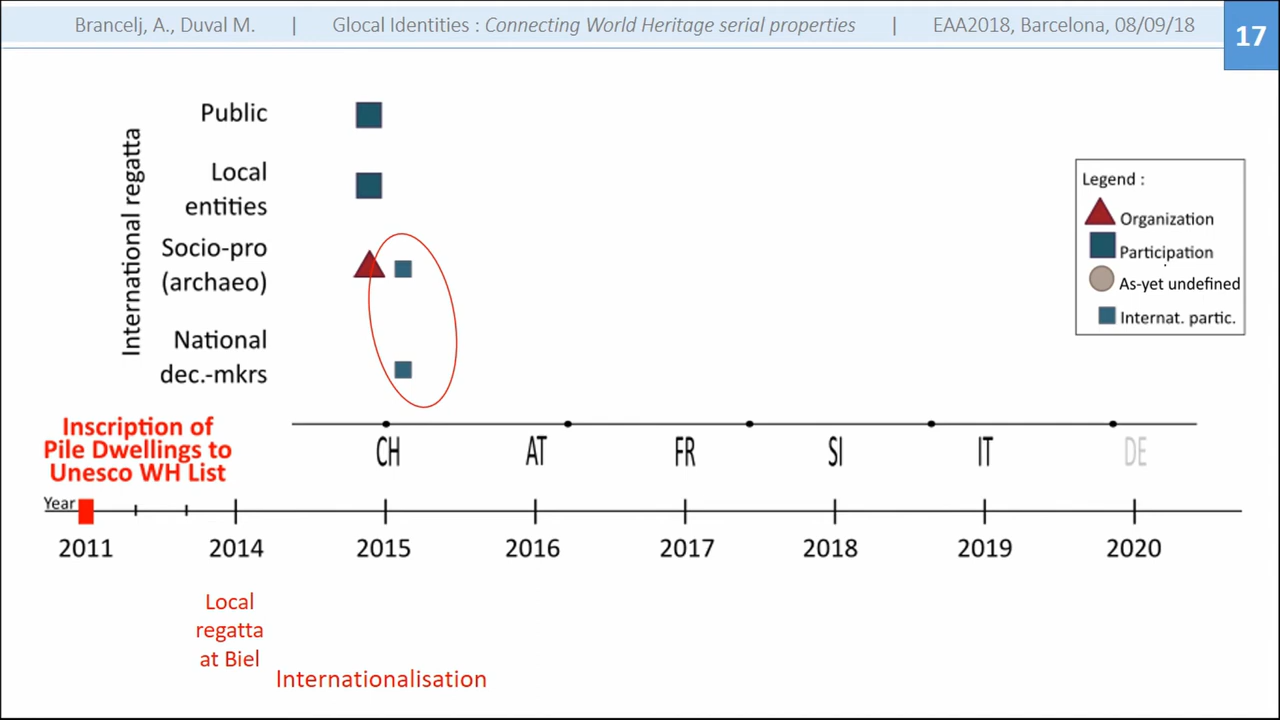 Brancelj, A., Duval M. | Glocal Identities : Connecting World Heritage serial properties | EAA2018, Barcelona, 08/09/18
17
International regatta
Public
Local
entities
Socio-pro
(archaeo)
National
dec.-mkrs
Legend :
Organization
Participation
As-yet undefined
Internat. partic.
Inscription of
Pile Dwellings to
Unesco WH List
CH AT FR SI IT DE
Year
2011 2014 2015 2016 2017 2018 2019 2020
Local
regatta
at Biel
Internationalisation